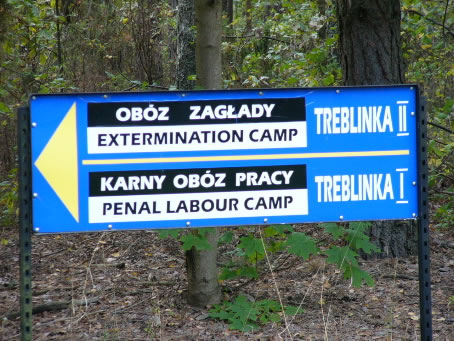 OBÓZ ZAGŁADY
EXTERMINATION CAMP
TREBLINKA II
KARNY OBÓZ PRACY
PENAL LABOUR CAMP
TREBLINKA I